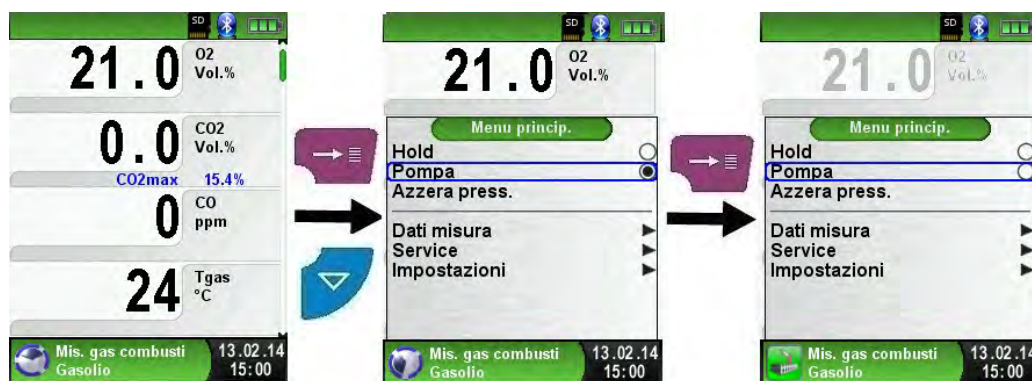 SD
21.0 O2 Vol.%
0.0 CO2 Vol.%
CO2max 15.4%
0 CO ppm
24 Tgas °C
Mis. gas combusti 13.02.14
Gasolio 15:00
SD
21.0 O2 Vol.%
Menu princip.
Hold
Pompa
Azzera press.
Dati misura
Service
Impostazioni
Mis. gas combusti 13.02.14
Gasolio 15:00
SD
21.0 O2 Vol.%
Menu princip.
Hold
Pompa
Azzera press.
Dati misura
Service
Impostazioni
Mis. gas combusti 13.02.14
Gasolio 15:00